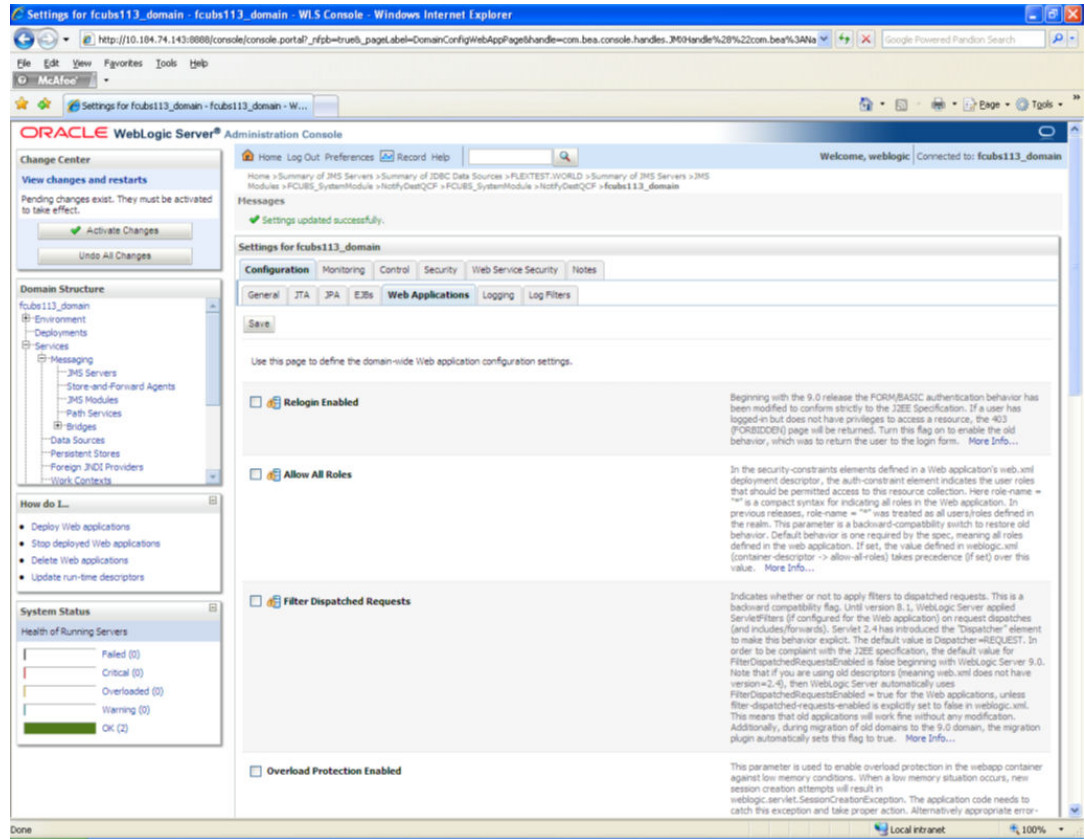 Settings for fcubs113_domain - fcubs113_domain - WLS Console - Windows Internet Explorer
http://10.184.74.143:8888/console/console.portal?_nfpb=true&_pageLabel=DomainConfigWebAppPage&handle=com.bea.console.handles.JMXHandle%28%22com.bea%3ANa
Google Powered Pandion Search
File Edit View Favorites Tools Help
McAfee
Settings for fcubs113_domain - fcubs113_domain - W...
Page Tools
ORACLE WebLogic Server® Administration Console
Change Center
View changes and restarts
Pending changes exist. They must be activated
to take effect.
Activate Changes
Undo All Changes
Domain Structure
fcubs113_domain
Environment
Deployments
Services
Messaging
JMS Servers
Store-and-Forward Agents
JMS Modules
Path Services
Bridges
Data Sources
Persistent Stores
Foreign JNDI Providers
Work Contexts
How do I...
Deploy Web applications
Stop deployed Web applications
Delete Web applications
Update run-time descriptors
System Status
Health of Running Servers
Failed (0)
Critical (0)
Overloaded (0)
Warning (0)
OK (2)
Home Log Out Preferences Record Help
Welcome, weblogic Connected to: fcubs113_domain
Home >Summary of JMS Servers >Summary of JDBC Data Sources >FLEXTEST.WORLD >Summary of JMS Servers >JMS
Modules >FCUBS_SystemModule >NotifyDestQCF >FCUBS_SystemModule >NotifyDestQCF >fcubs113_domain
Messages
Settings updated successfully.
Settings for fcubs113_domain
Configuration Monitoring Control Security Web Service Security Notes
General JTA JPA EJBs Web Applications Logging Log Filters
Save
Use this page to define the domain-wide Web application configuration settings.
Relogin Enabled
Beginning with the 9.0 release the FORM/BASIC authentication behavior has
been modified to conform strictly to the J2EE Specification. If a user has
logged-in but does not have privileges to access a resource, the 403
(FORBIDDEN) page will be returned. Turn this flag on to enable the old
behavior, which was to return the user to the login form. More Info...
Allow All Roles
In the security-constraints elements defined in a Web application's web.xml
deployment descriptor, the auth-constraint element indicates the user roles
that should be permitted access to this resource collection. Here role-name =
"*" is a compact syntax for indicating all roles in the Web application. In
previous releases, role-name = "*" was treated as all users/roles defined in
the realm. This parameter is a backward-compatibility switch to restore old
behavior. Default behavior is one required by the spec, meaning all roles
defined in the web application. If set, the value defined in weblogic.xml
(container-descriptor -> allow-all-roles) takes precedence (if set) over this
value. More Info...
Filter Dispatched Requests
Indicates whether or not to apply filters to dispatched requests. This is a
backward compatibility flag. Until version 8.1, WebLogic Server applied
ServletFilters (if configured for the Web application) on request dispatches
(and includes/forwards). Servlet 2.4 has introduced the "Dispatcher" element
to make this behavior explicit. The default value is Dispatcher=REQUEST. In
order to be complaint with the J2EE specification, the default value for
FilterDispatchedRequestsEnabled is false beginning with WebLogic Server 9.0.
Note that if you are using old descriptors (meaning web.xml does not have
version=2.4), then WebLogic Server automatically uses
FilterDispatchedRequestsEnabled = true for the Web applications, unless
filter-dispatched-requests-enabled is explicitly set to false in weblogic.xml.
This means that old applications will work fine without any modification.
Additionally, during migration of old domains to the 9.0 domain, the migration
plugin automatically sets this flag to true. More Info...
Overload Protection Enabled
This parameter is used to enable overload protection in the webapp container
against low memory conditions. When a low memory situation occurs, new
session creation attempts will result in
weblogic.servlet.SessionCreationException. The application code needs to
catch this exception and take proper action. Alternatively appropriate error-
Done
Local intranet
100%